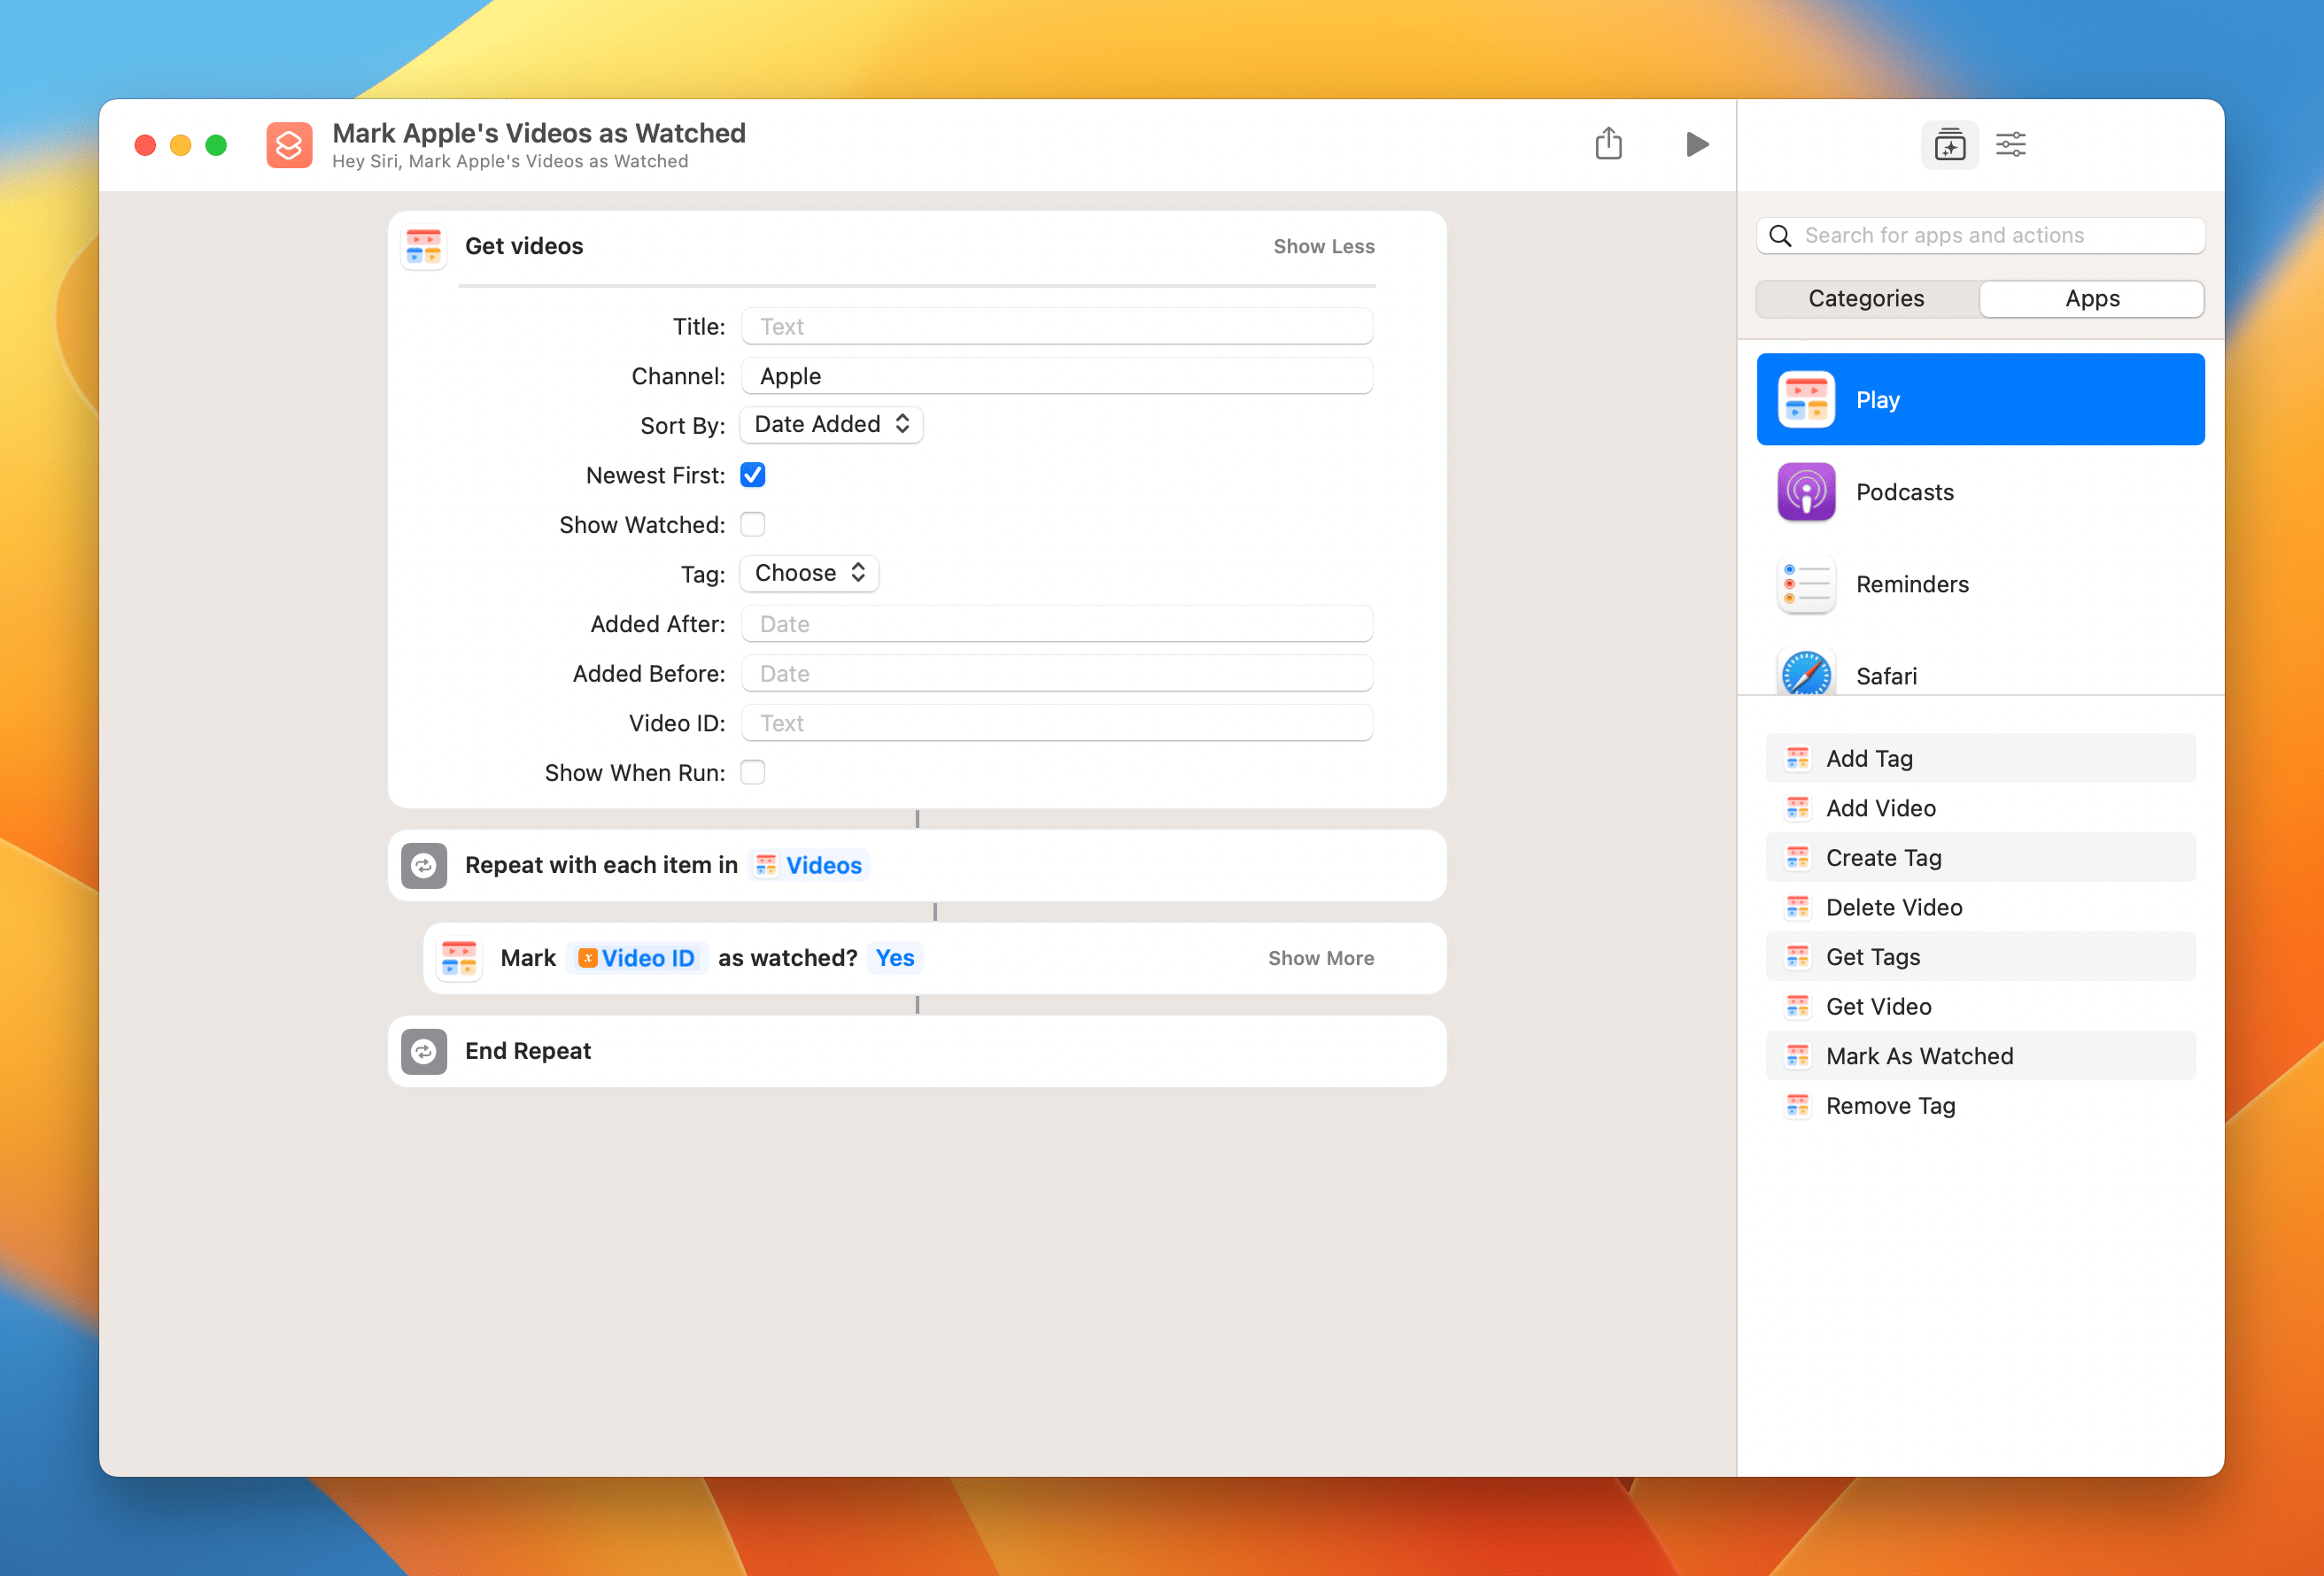 Mark Apple's Videos as Watched
Hey Siri, Mark Apple's Videos as Watched
Get videos
Show Less
Title: Text
Channel: Apple
Sort By: Date Added
Newest First:
Show Watched:
Tag: Choose
Added After: Date
Added Before: Date
Video ID: Text
Show When Run:
Repeat with each item in Videos
Mark x Video ID as watched? Yes
Show More
End Repeat
Search for apps and actions
Categories
Apps
Play
Podcasts
Reminders
Safari
Add Tag
Add Video
Create Tag
Delete Video
Get Tags
Get Video
Mark As Watched
Remove Tag